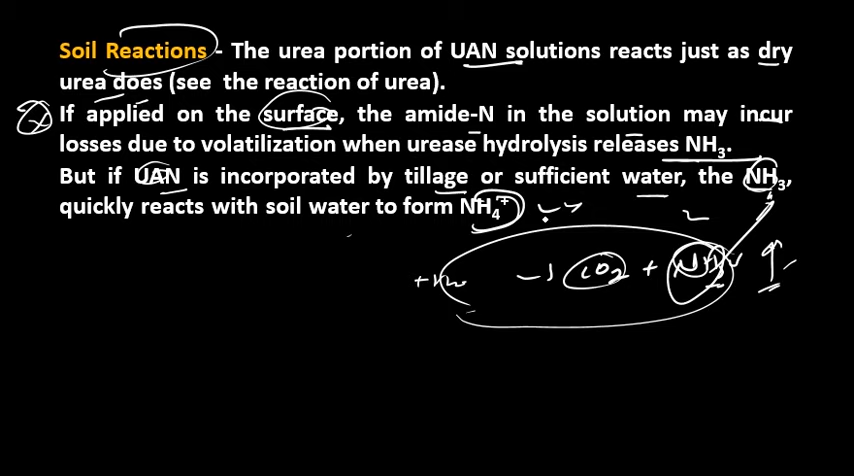 Soil Reactions - The urea portion of UAN solutions reacts just as dry
urea does (see the reaction of urea).
If applied on the surface, the amide-N in the solution may incur
losses due to volatilization when urease hydrolysis releases NH₃.
But if UAN is incorporated by tillage or sufficient water, the NH₃,
quickly reacts with soil water to form NH₄⁺
CO₂ +